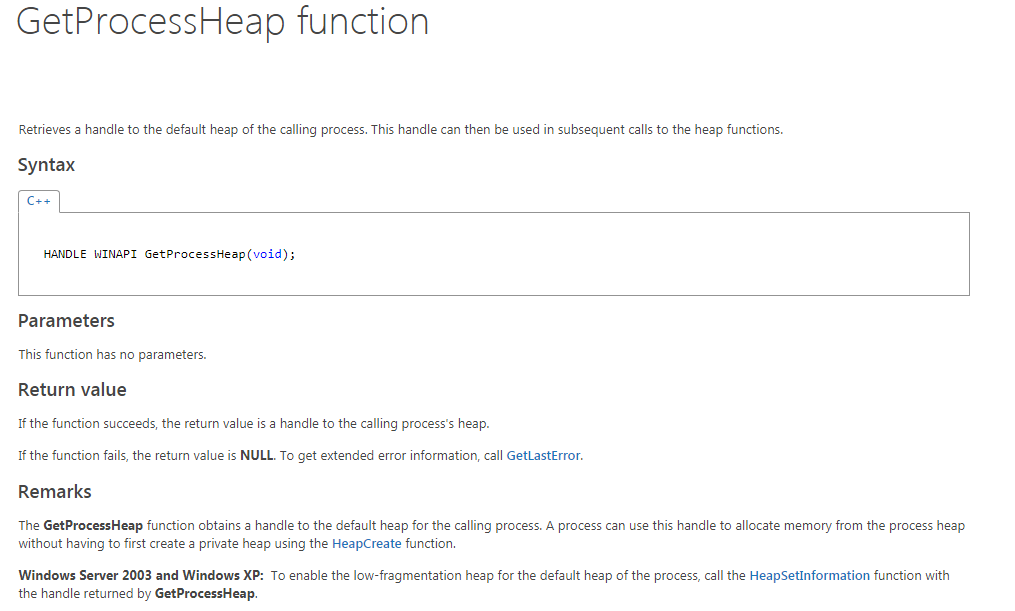 GetProcessHeap function
Retrieves a handle to the default heap of the calling process. This handle can then be used in subsequent calls to the heap functions.
Syntax
C++
HANDLE WINAPI GetProcessHeap(void);
Parameters
This function has no parameters.
Return value
If the function succeeds, the return value is a handle to the calling process's heap.
If the function fails, the return value is NULL. To get extended error information, call GetLastError.
Remarks
The GetProcessHeap function obtains a handle to the default heap for the calling process. A process can use this handle to allocate memory from the process heap
without having to first create a private heap using the HeapCreate function.
Windows Server 2003 and Windows XP: To enable the low-fragmentation heap for the default heap of the process, call the HeapSetInformation function with
the handle returned by GetProcessHeap.